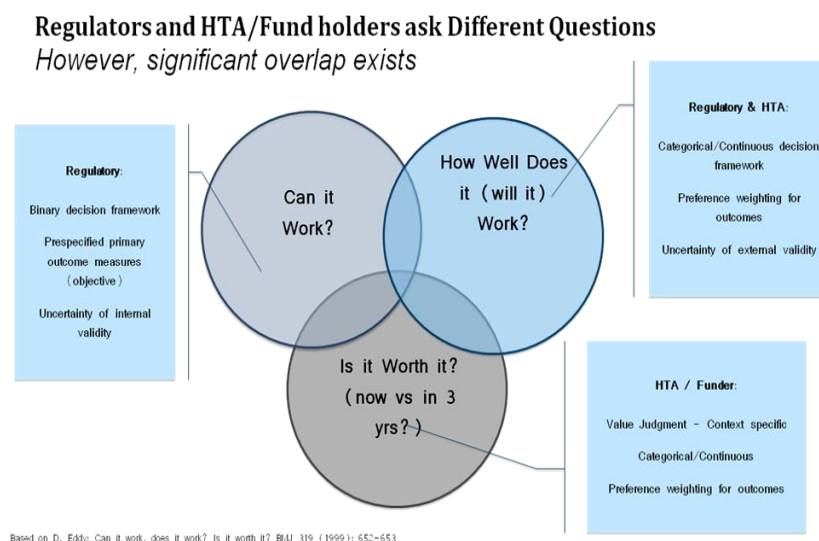 Regulators and HTA/Fund holders ask Different Questions
However, significant overlap exists
Regulatory:
Binary decision framework
Prespecified primary
outcome measures
(objective)
Uncertainty of internal
validity
Can it
Work?
How Well Does
it (will it)
Work?
Regulatory & HTA:
Categorical/Continuous decision
framework
Preference weighting for
outcomes
Uncertainty of external validity
Is it Worth it?
(now vs in 3
yrs?)
HTA / Funder:
Value Judgment - Context specific
Categorical/Continuous
Preference weighting for outcomes
Based on D. Eddy: Can it work, does it work? Is it worth it? BMJ 319 (1999): 652-653